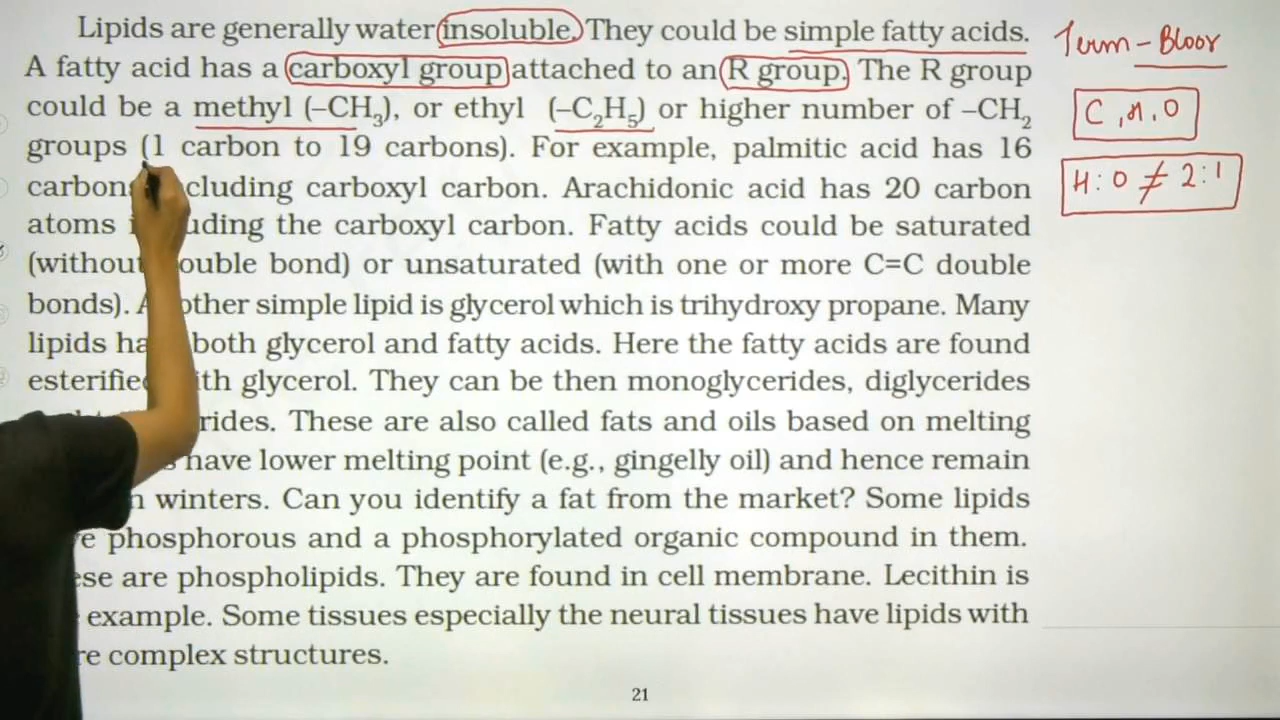 Lipids are generally water insoluble. They could be simple fatty acids.
A fatty acid has a carboxyl group attached to an R group. The R group
could be a methyl (–CH₃), or ethyl (–C₂H₅) or higher number of –CH₂
groups (1 carbon to 19 carbons). For example, palmitic acid has 16
carbons cluding carboxyl carbon. Arachidonic acid has 20 carbon
atoms uding the carboxyl carbon. Fatty acids could be saturated
(without ouble bond) or unsaturated (with one or more C=C double
bonds). A other simple lipid is glycerol which is trihydroxy propane. Many
lipids ha both glycerol and fatty acids. Here the fatty acids are found
esterified ith glycerol. They can be then monoglycerides, diglycerides
rides. These are also called fats and oils based on melting
have lower melting point (e.g., gingelly oil) and hence remain
winters. Can you identify a fat from the market? Some lipids
phosphorous and a phosphorylated organic compound in them.
ese are phospholipids. They are found in cell membrane. Lecithin is
example. Some tissues especially the neural tissues have lipids with
re complex structures.
21
Term - Bloor
C, H, O
H : O ≠ 2 : 1